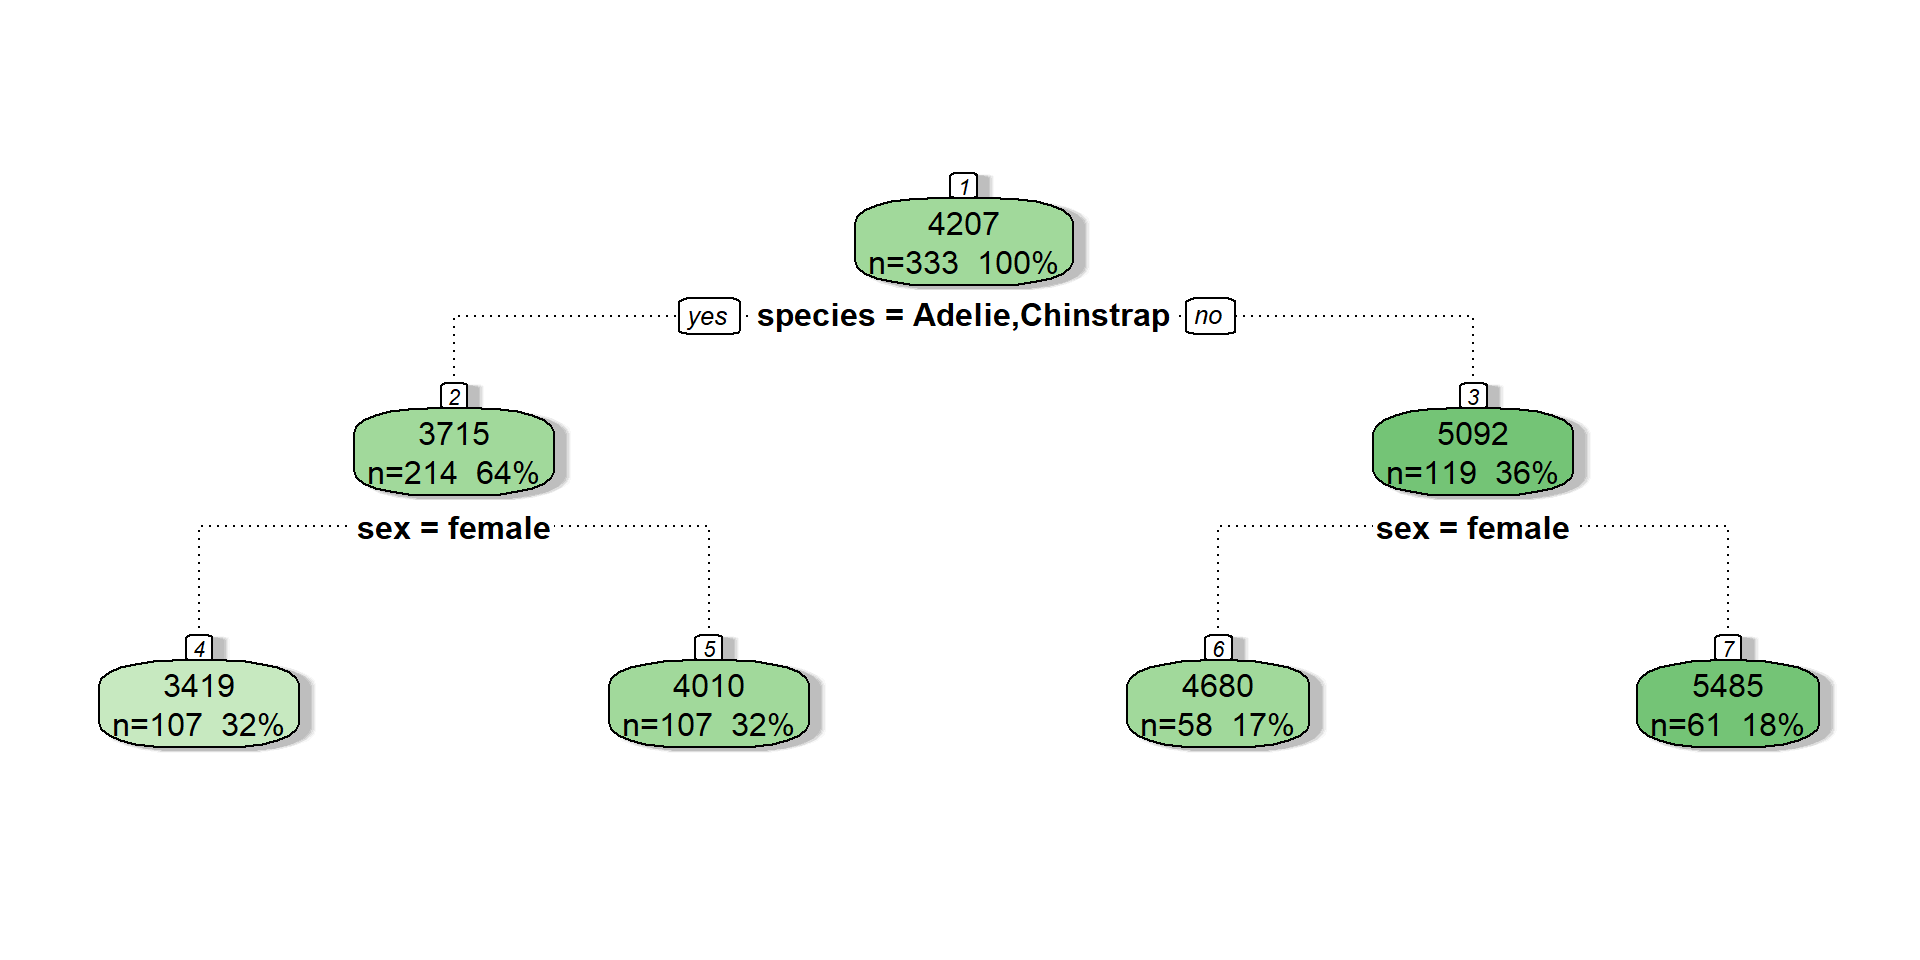 1
4207
n=333 100%
yes species = Adelie,Chinstrap no
2
3715
n=214 64%
3
5092
n=119 36%
sex = female
sex = female
4
3419
n=107 32%
5
4010
n=107 32%
6
4680
n=58 17%
7
5485
n=61 18%